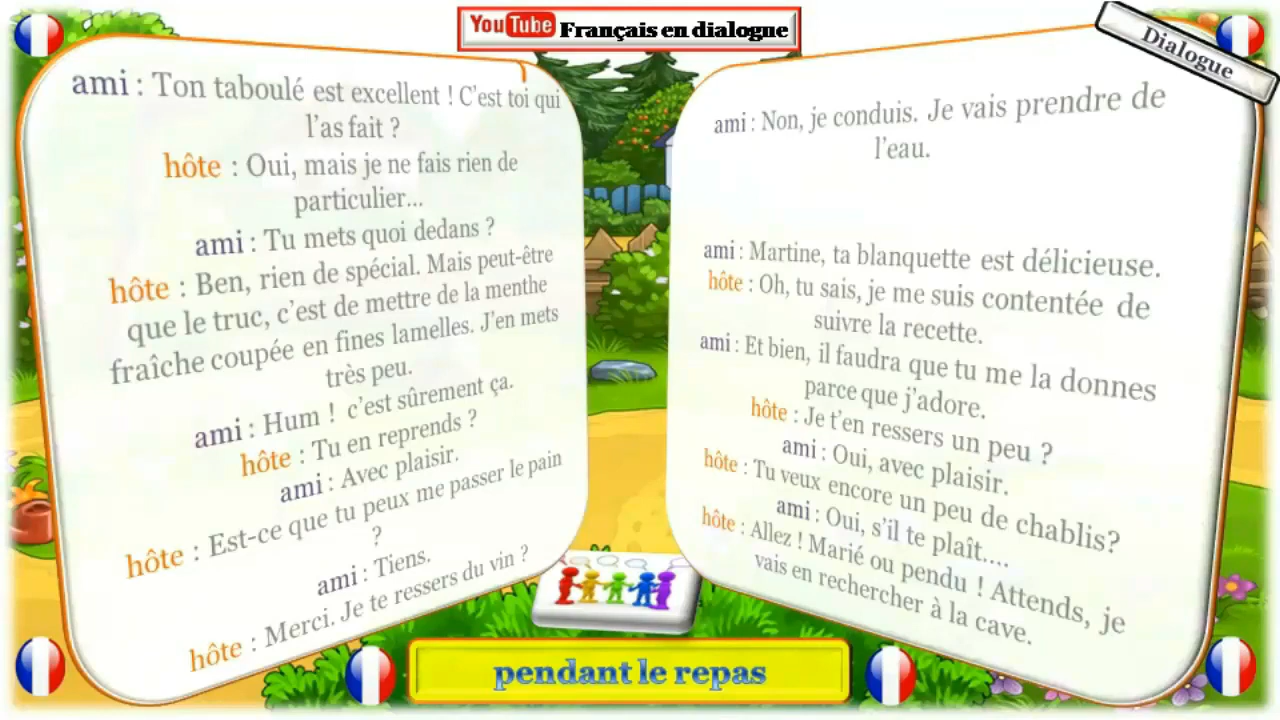 YouTube Français en dialogue
Dialogue
ami : Ton taboulé est excellent ! C'est toi qui
l'as fait ?
hôte : Oui, mais je ne fais rien de
particulier...
ami : Tu mets quoi dedans ?
hôte : Ben, rien de spécial. Mais peut-être
que le truc, c'est de mettre de la menthe
fraîche coupée en fines lamelles. J'en mets
très peu.
ami : Hum ! c'est sûrement ça.
hôte : Tu en reprends ?
ami : Avec plaisir.
hôte : Est-ce que tu peux me passer le pain
?
ami : Tiens.
hôte : Merci. Je te ressers du vin ?
ami : Non, je conduis. Je vais prendre de
l'eau.
ami : Martine, ta blanquette est délicieuse.
hôte : Oh, tu sais, je me suis contentée de
suivre la recette.
ami : Et bien, il faudra que tu me la donnes
parce que j'adore.
hôte : Je t'en ressers un peu ?
ami : Oui, avec plaisir.
hôte : Tu veux encore un peu de chablis?
ami : Oui, s'il te plaît....
hôte : Allez ! Marié ou pendu ! Attends, je
vais en rechercher à la cave.
pendant le repas